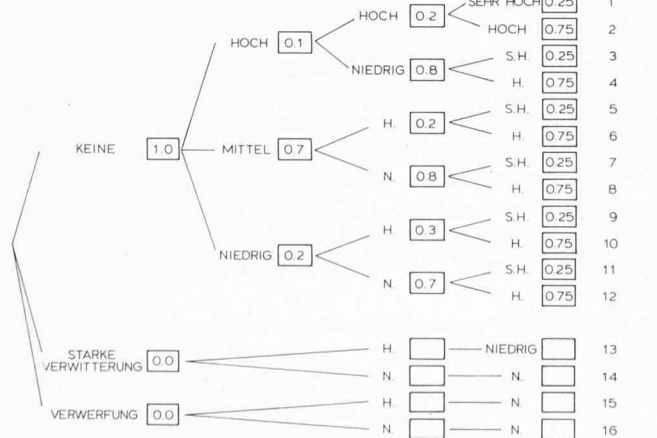 SEHR HOCH 0.25 1
HOCH 0.2
HOCH 0.75 2
HOCH 0.1
S.H. 0.25 3
NIEDRIG 0.8
H. 0.75 4
S.H. 0.25 5
H. 0.2
H. 0.75 6
KEINE 1.0 MITTEL 0.7
S.H. 0.25 7
N. 0.8
H. 0.75 8
S.H. 0.25 9
H. 0.3
H. 0.75 10
NIEDRIG 0.2
S.H. 0.25 11
N. 0.7
H. 0.75 12
H. NIEDRIG 13
STARKE
VERWITTERUNG 0.0
N. N. 14
H. N. 15
VERWERFUNG 0.0
N. N. 16